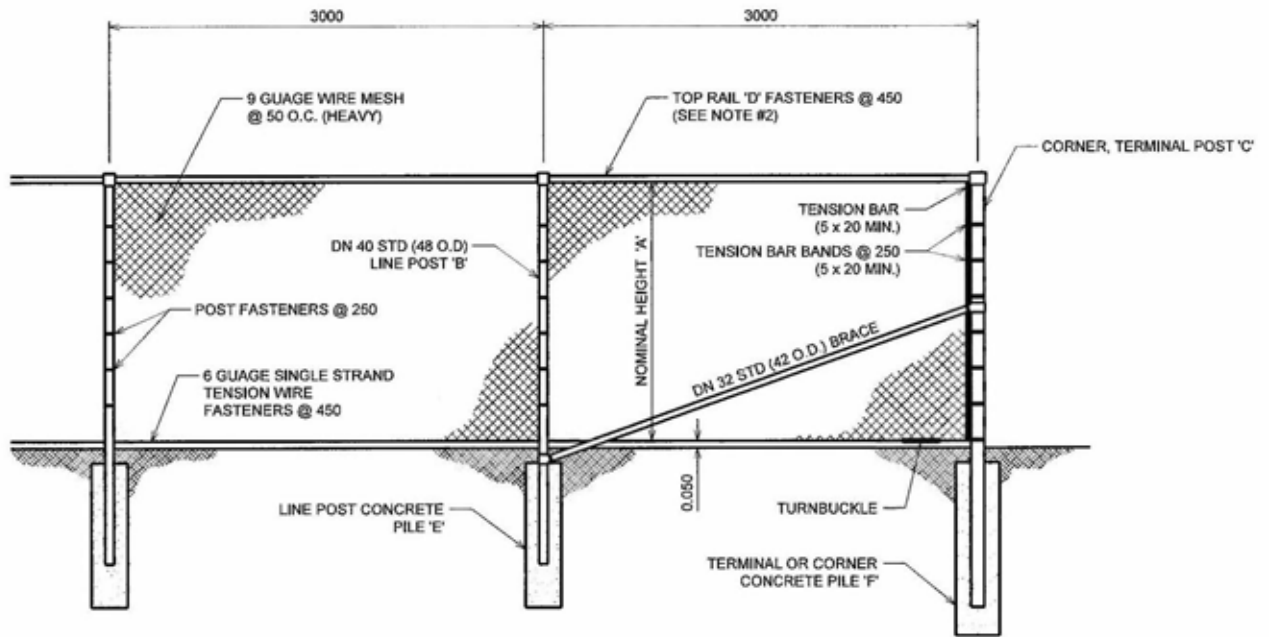 3000
3000
9 GUAGE WIRE MESH
@ 50 O.C. (HEAVY)
TOP RAIL 'D' FASTENERS @ 450
(SEE NOTE #2)
CORNER, TERMINAL POST 'C'
TENSION BAR
(5 x 20 MIN.)
DN 40 STD (48 O.D)
LINE POST 'B'
NOMINAL HEIGHT 'A'
TENSION BAR BANDS @ 250
(5 x 20 MIN.)
POST FASTENERS @ 250
DN 32 STD (42 O.D.) BRACE
6 GUAGE SINGLE STRAND
TENSION WIRE
FASTENERS @ 450
0.050
LINE POST CONCRETE
PILE 'E'
TURNBUCKLE
TERMINAL OR CORNER
CONCRETE PILE 'F'